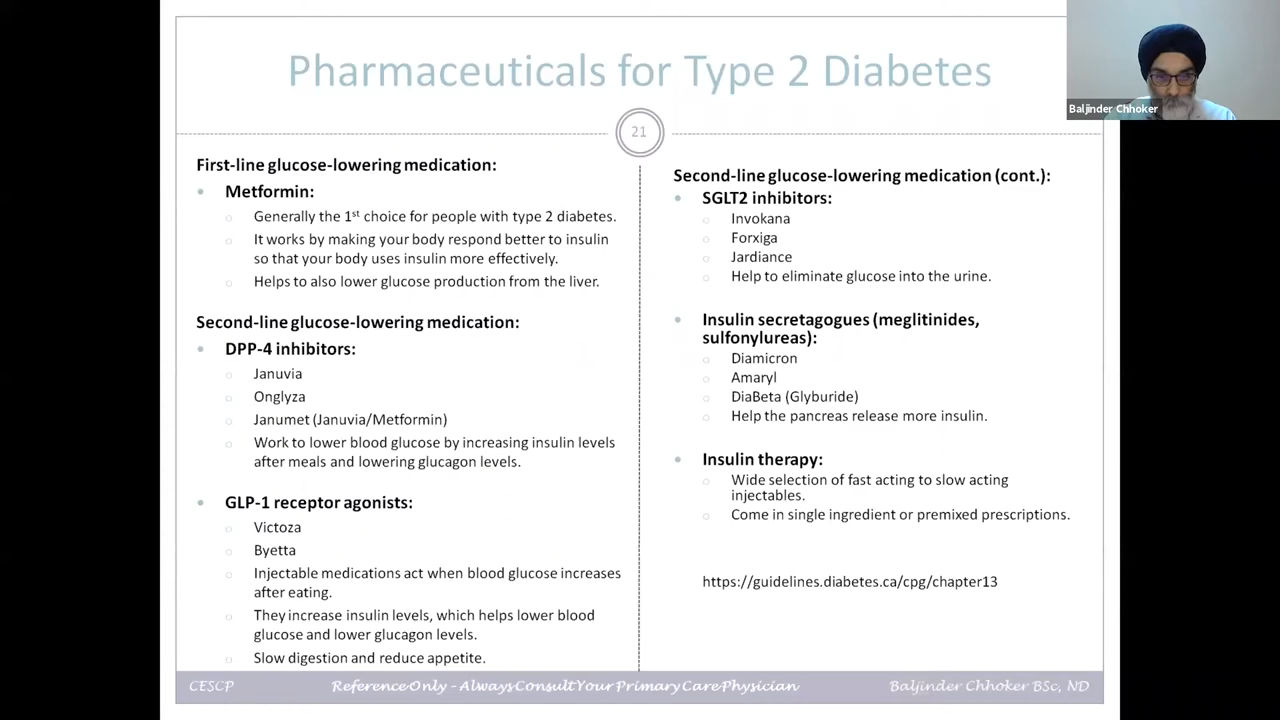 Pharmaceuticals for Type 2 Diabetes
Baljinder Chhoker
21
First-line glucose-lowering medication:
Metformin:
Generally the 1st choice for people with type 2 diabetes.
It works by making your body respond better to insulin
so that your body uses insulin more effectively.
Helps to also lower glucose production from the liver.
Second-line glucose-lowering medication:
DPP-4 inhibitors:
Januvia
Onglyza
Janumet (Januvia/Metformin)
Work to lower blood glucose by increasing insulin levels
after meals and lowering glucagon levels.
GLP-1 receptor agonists:
Victoza
Byetta
Injectable medications act when blood glucose increases
after eating.
They increase insulin levels, which helps lower blood
glucose and lower glucagon levels.
Slow digestion and reduce appetite.
Second-line glucose-lowering medication (cont.):
SGLT2 inhibitors:
Invokana
Forxiga
Jardiance
Help to eliminate glucose into the urine.
Insulin secretagogues (meglitinides,
sulfonylureas):
Diamicron
Amaryl
DiaBeta (Glyburide)
Help the pancreas release more insulin.
Insulin therapy:
Wide selection of fast acting to slow acting
injectables.
Come in single ingredient or premixed prescriptions.
https://guidelines.diabetes.ca/cpg/chapter13
CESCP
Reference Only - Always Consult Your Primary Care Physician
Baljinder Chhoker BSc, ND